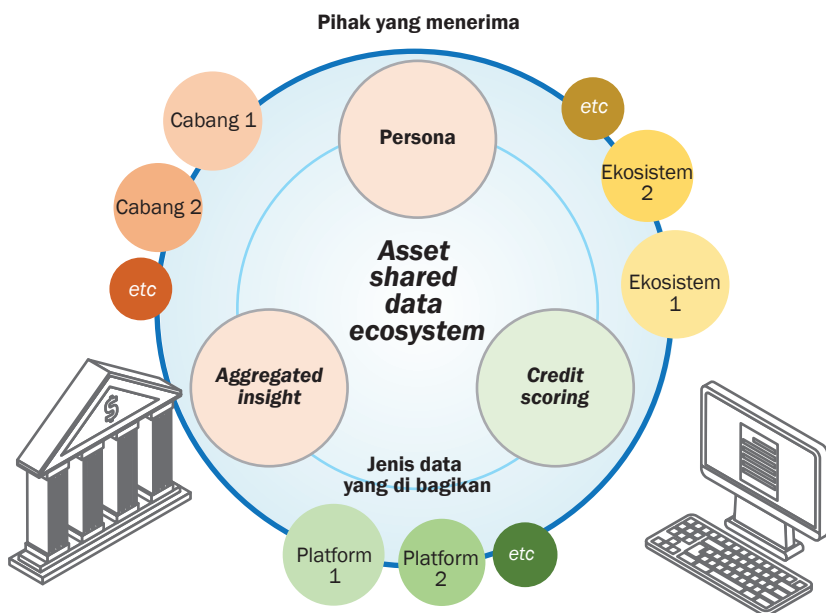 Pihak yang menerima
Cabang 1
Cabang 2
etc
Persona
etc
Ekosistem
2
Ekosistem
1
Asset
shared
data
ecosystem
Aggregated
insight
Credit
scoring
$
Jenis data
yang di bagikan
Platform
1
Platform
2
etc